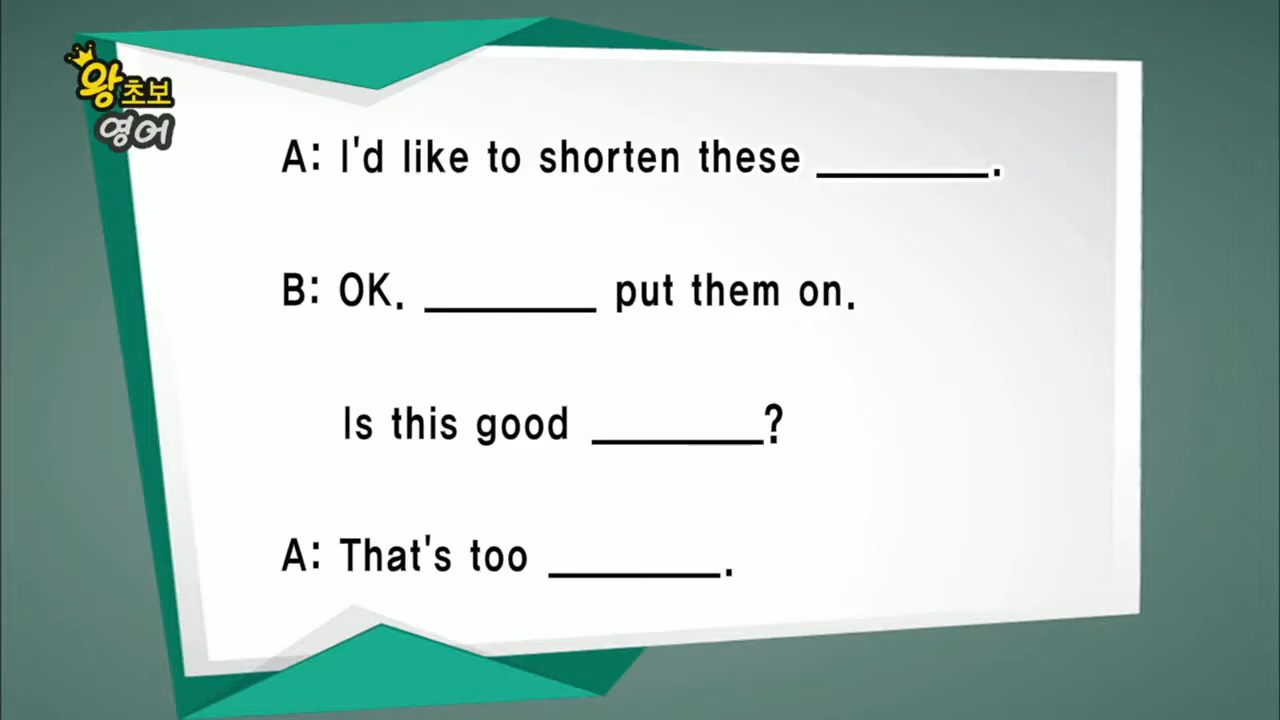 왕초보
영어
A: I'd like to shorten these ________.
B: OK. ________ put them on.
Is this good ________?
A: That's too ________.